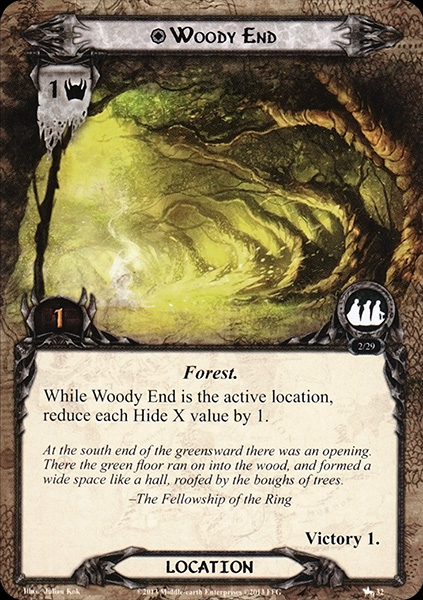 Woody End
1
1
2/29
Forest.
While Woody End is the active location,
reduce each Hide X value by 1.
At the south end of the greensward there was an opening.
There the green floor ran on into the wood, and formed a
wide space like a hall, roofed by the boughs of trees.
–The Fellowship of the Ring
Victory 1.
Illus. Julian Kok
©2013 Middle-earth Enterprises ©2013 FFG
32
LOCATION